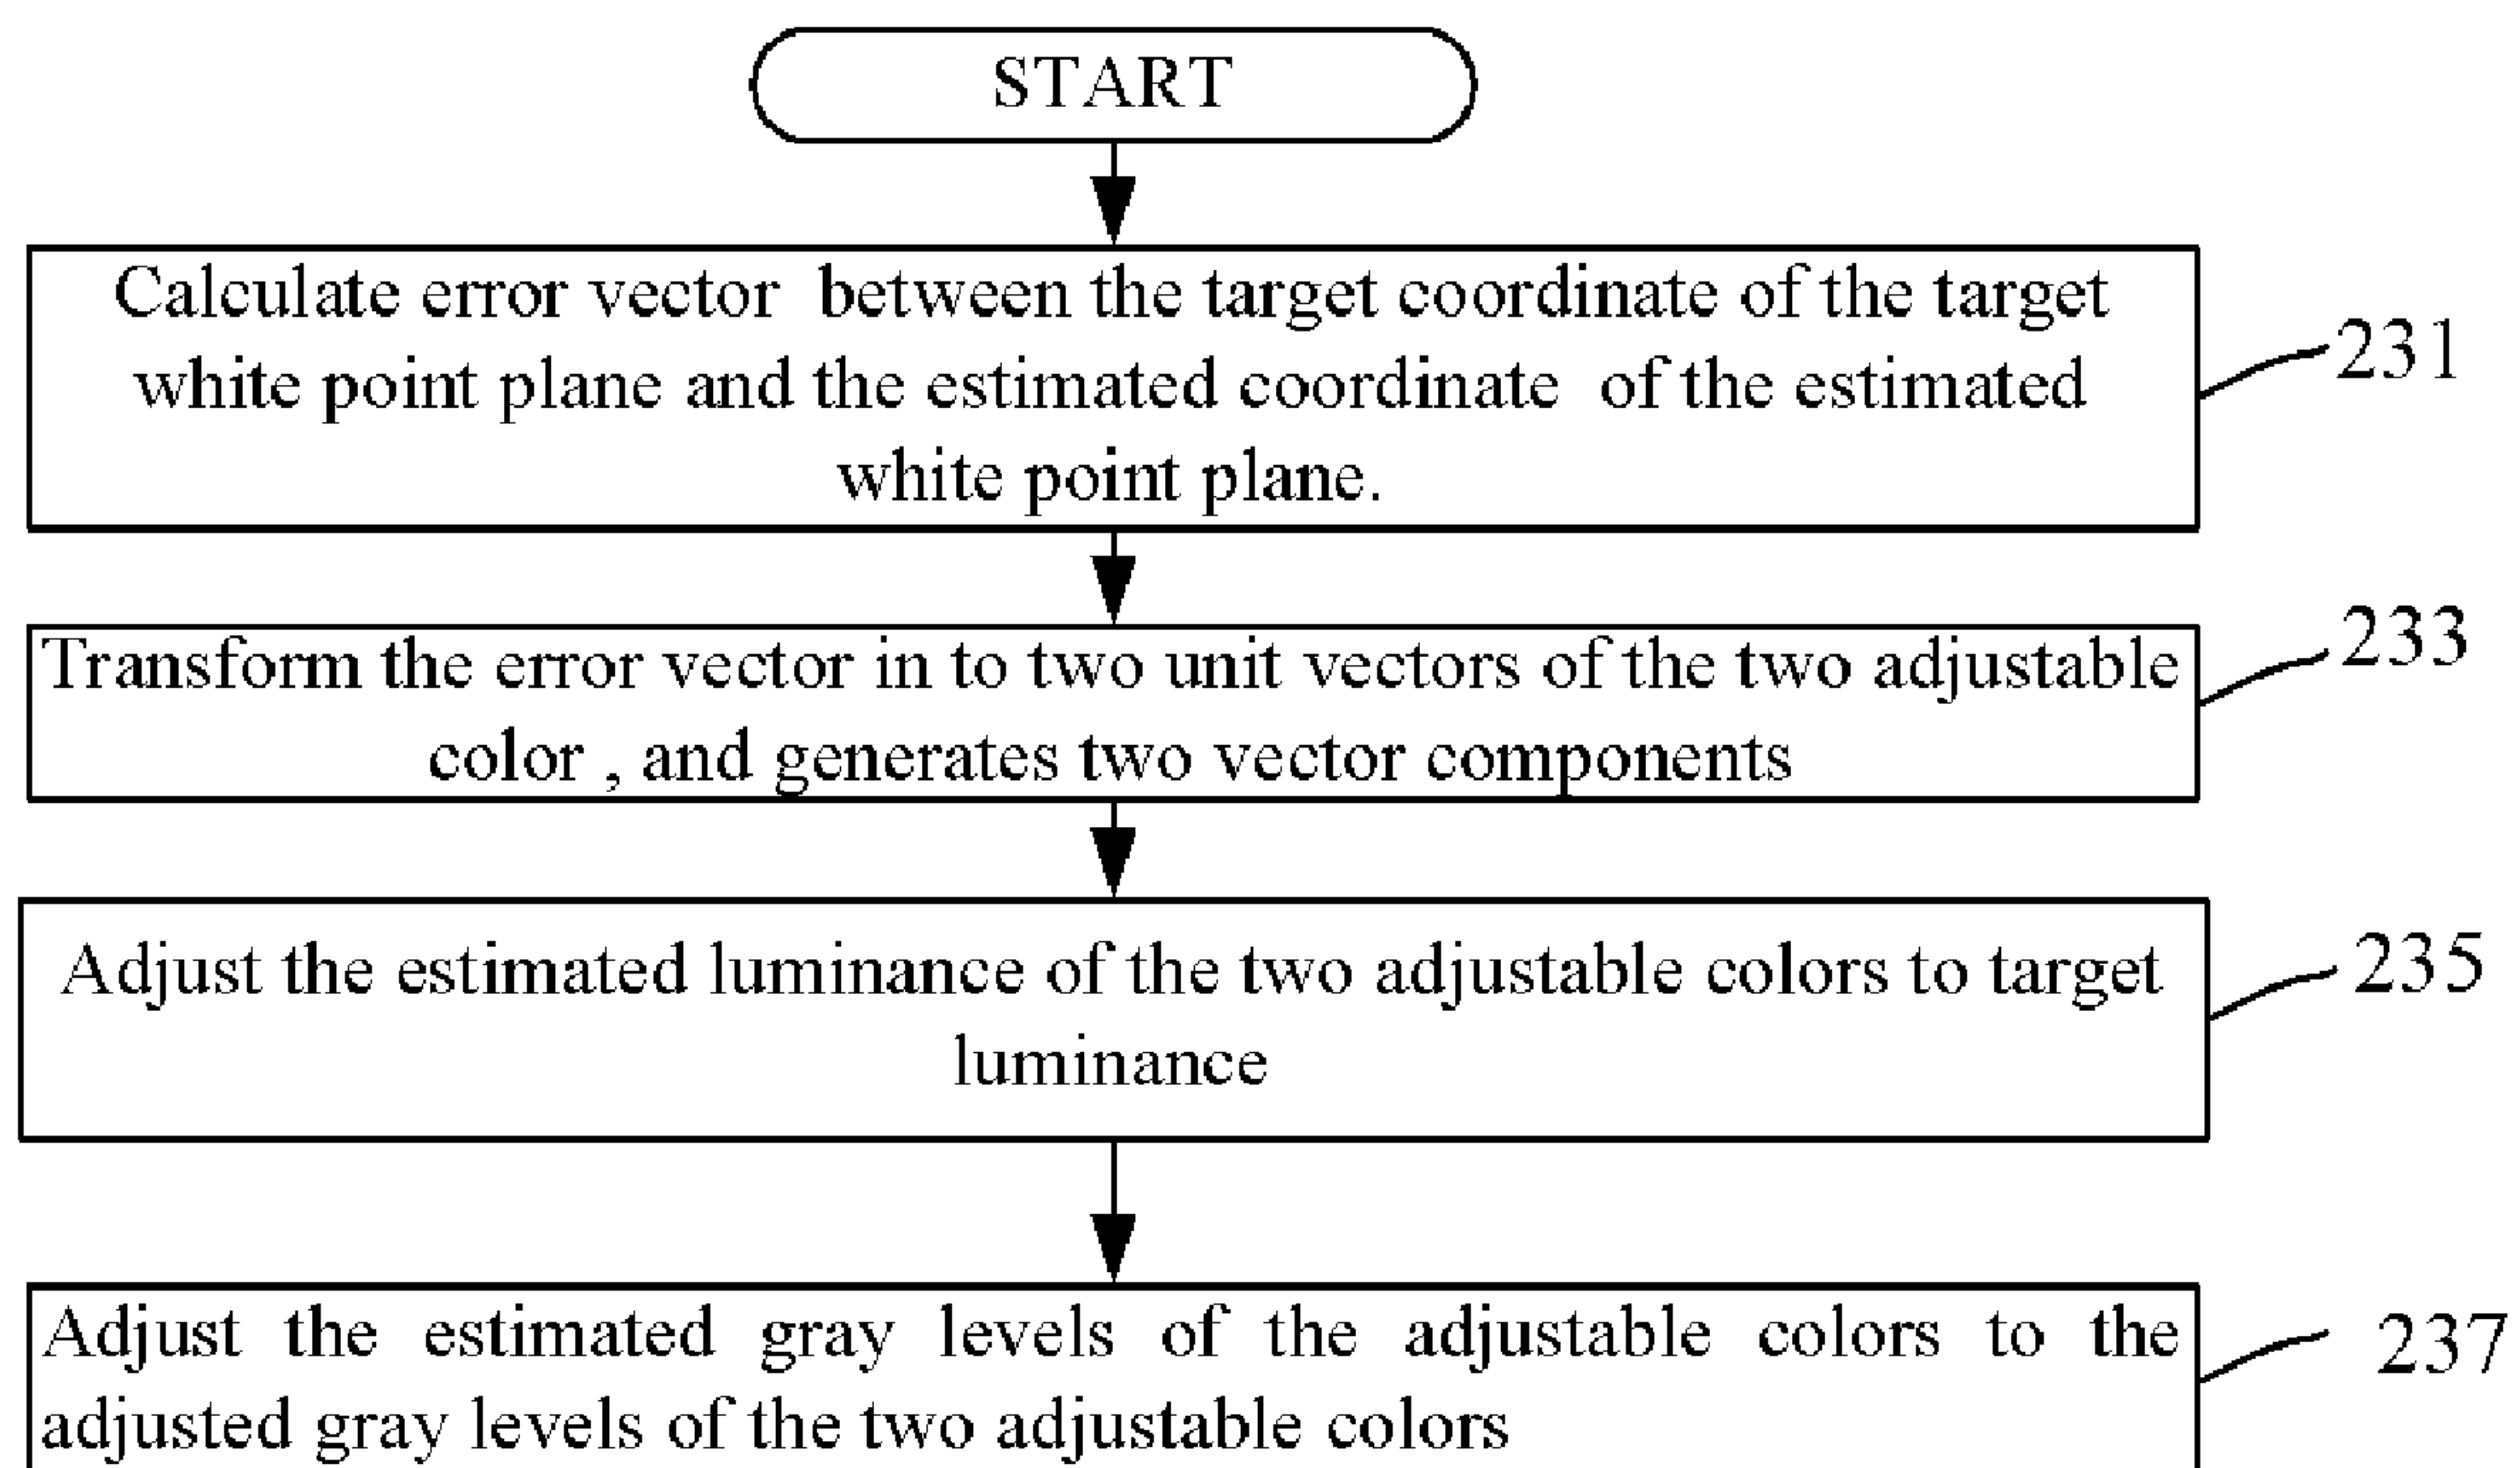 START
Calculate error vector between the target coordinate of the target
white point plane and the estimated coordinate of the estimated
white point plane.
231
Transform the error vector in to two unit vectors of the two adjustable
color , and generates two vector components
233
Adjust the estimated luminance of the two adjustable colors to target
luminance
235
Adjust the estimated gray levels of the adjustable colors to the
adjusted gray levels of the two adjustable colors
237